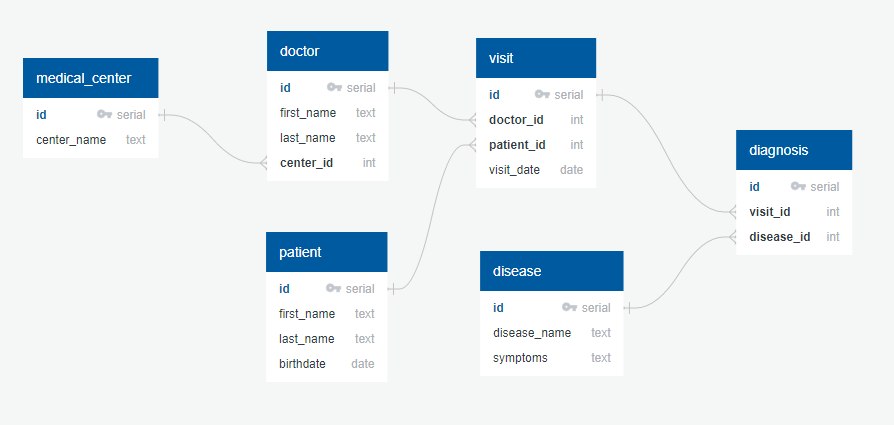 medical_center
id serial
center_name text
doctor
id serial
first_name text
last_name text
center_id int
patient
id serial
first_name text
last_name text
birthdate date
visit
id serial
doctor_id int
patient_id int
visit_date date
disease
id serial
disease_name text
symptoms text
diagnosis
id serial
visit_id int
disease_id int